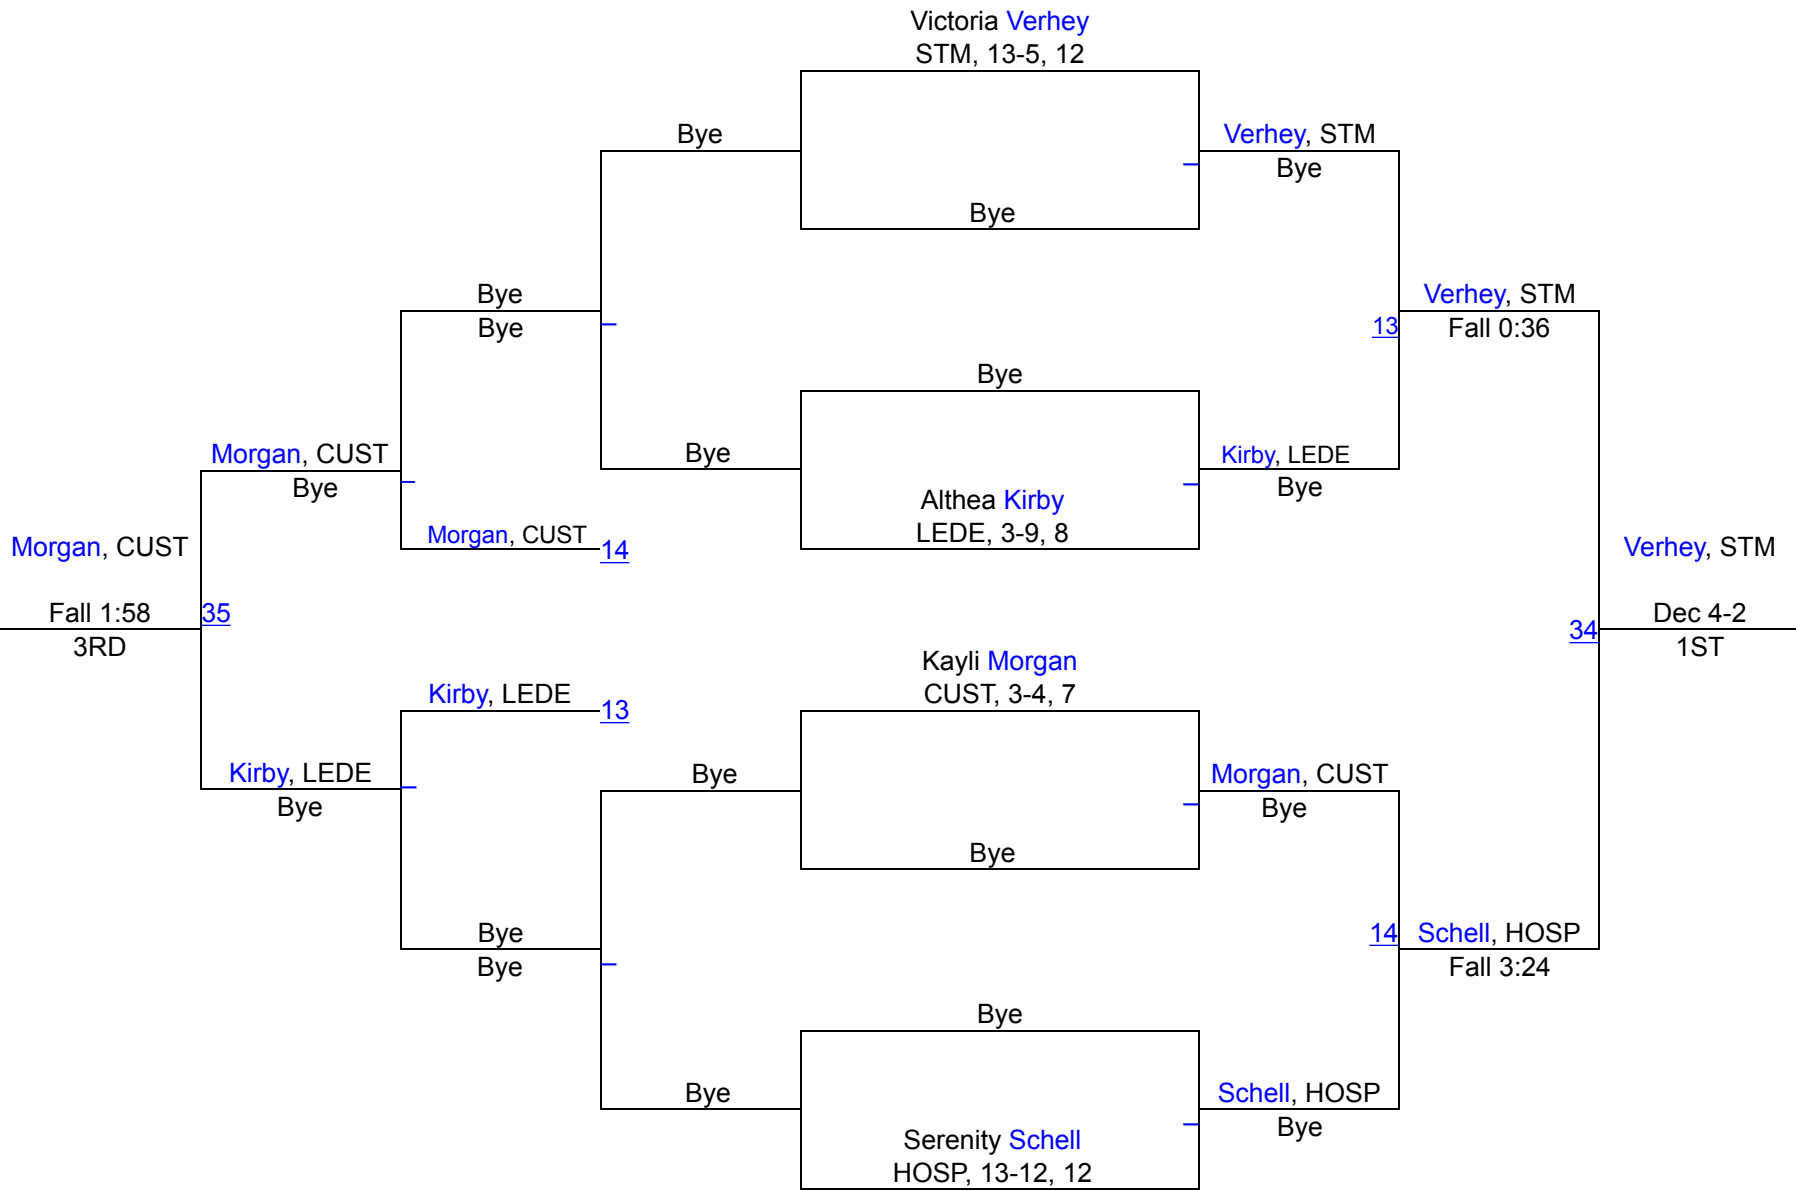 Victoria Verhey
STM, 13-5, 12
Bye
Verhey, STM
Bye
Bye
Bye
Bye
Verhey, STM
13
Fall 0:36
Bye
Morgan, CUST
Bye
Bye
Kirby, LEDE
Bye
Althea Kirby
LEDE, 3-9, 8
Morgan, CUST
14
Morgan, CUST
Verhey, STM
Fall 1:58
35
3RD
Dec 4-2
34
1ST
Kayli Morgan
CUST, 3-4, 7
Kirby, LEDE
13
Kirby, LEDE
Bye
Bye
Morgan, CUST
Bye
Bye
Bye
Bye
14
Schell, HOSP
Fall 3:24
Bye
Bye
Schell, HOSP
Bye
Serenity Schell
HOSP, 13-12, 12